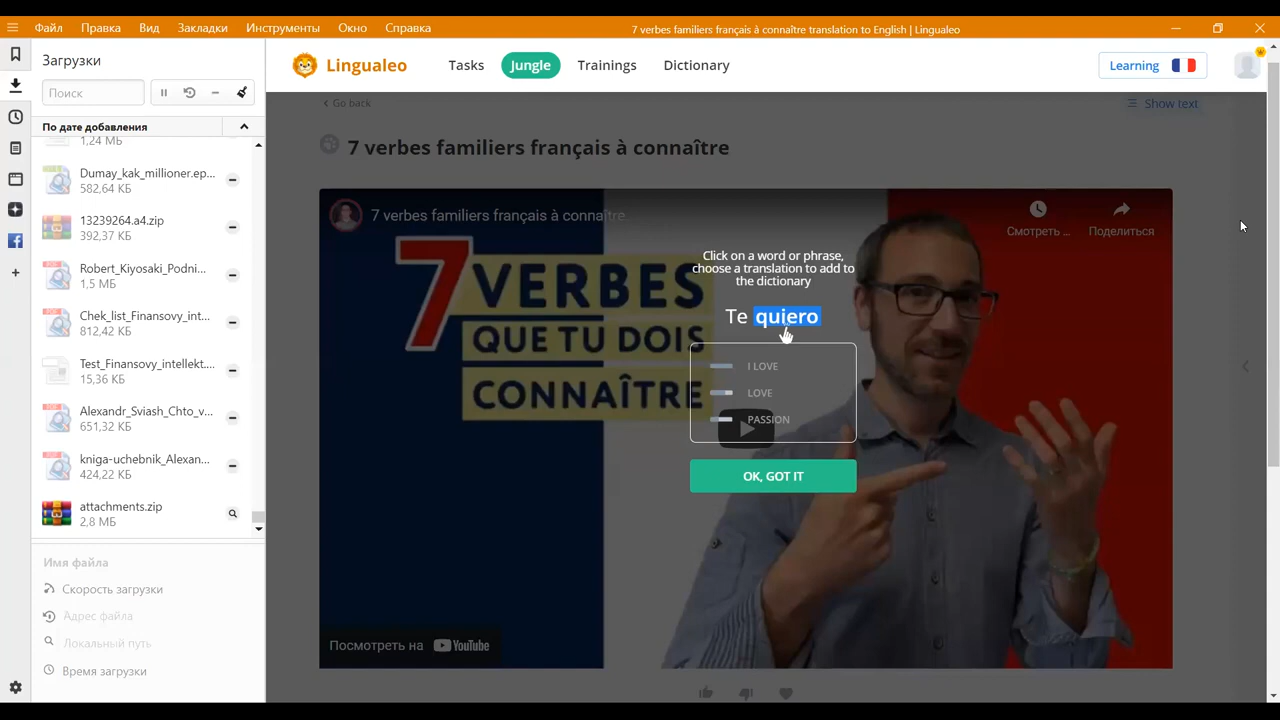 Файл Правка Вид Закладки Инструменты Окно Справка
7 verbes familiers français à connaître translation to English | Lingualeo
Загрузки
Поиск
По дате добавления
1,24 МБ
Dumay_kak_millioner.ep...
582,64 КБ
13239264.a4.zip
392,37 КБ
Robert_Kiyosaki_Podni...
1,5 МБ
Chek_list_Finansovy_int...
812,42 КБ
Test_Finansovy_intellekt....
15,36 КБ
Alexandr_Sviash_Chto_v...
651,32 КБ
kniga-uchebnik_Alexan...
424,22 КБ
attachments.zip
2,8 МБ
Имя файла
Скорость загрузки
Адрес файла
Локальный путь
Время загрузки
Lingualeo
Tasks Jungle Trainings Dictionary
Learning
Go back
Show text
7 verbes familiers français à connaître
7 verbes familiers français à connaître.
Смотреть ...
Поделиться
7 VERBES
QUE TU DOIS
CONNAÎTRE
Click on a word or phrase,
choose a translation to add to
the dictionary
Te quiero
I LOVE
LOVE
PASSION
OK, GOT IT
Посмотреть на YouTube